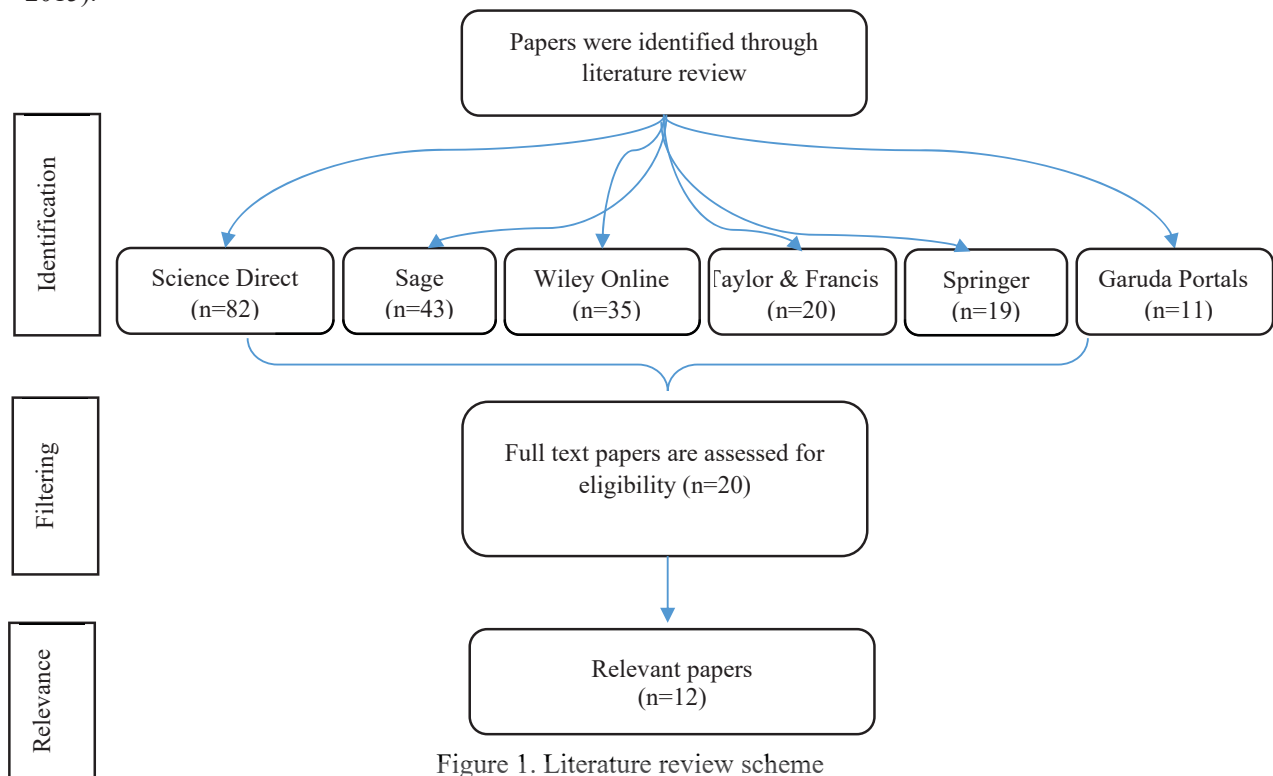 Papers were identified through
literature review
Identification
Science Direct
(n=82)
Sage
(n=43)
Wiley Online
(n=35)
Taylor & Francis
(n=20)
Springer
(n=19)
Garuda Portals
(n=11)
Filtering
Full text papers are assessed for
eligibility (n=20)
Relevance
Relevant papers
(n=12)
Figure 1. Literature review scheme